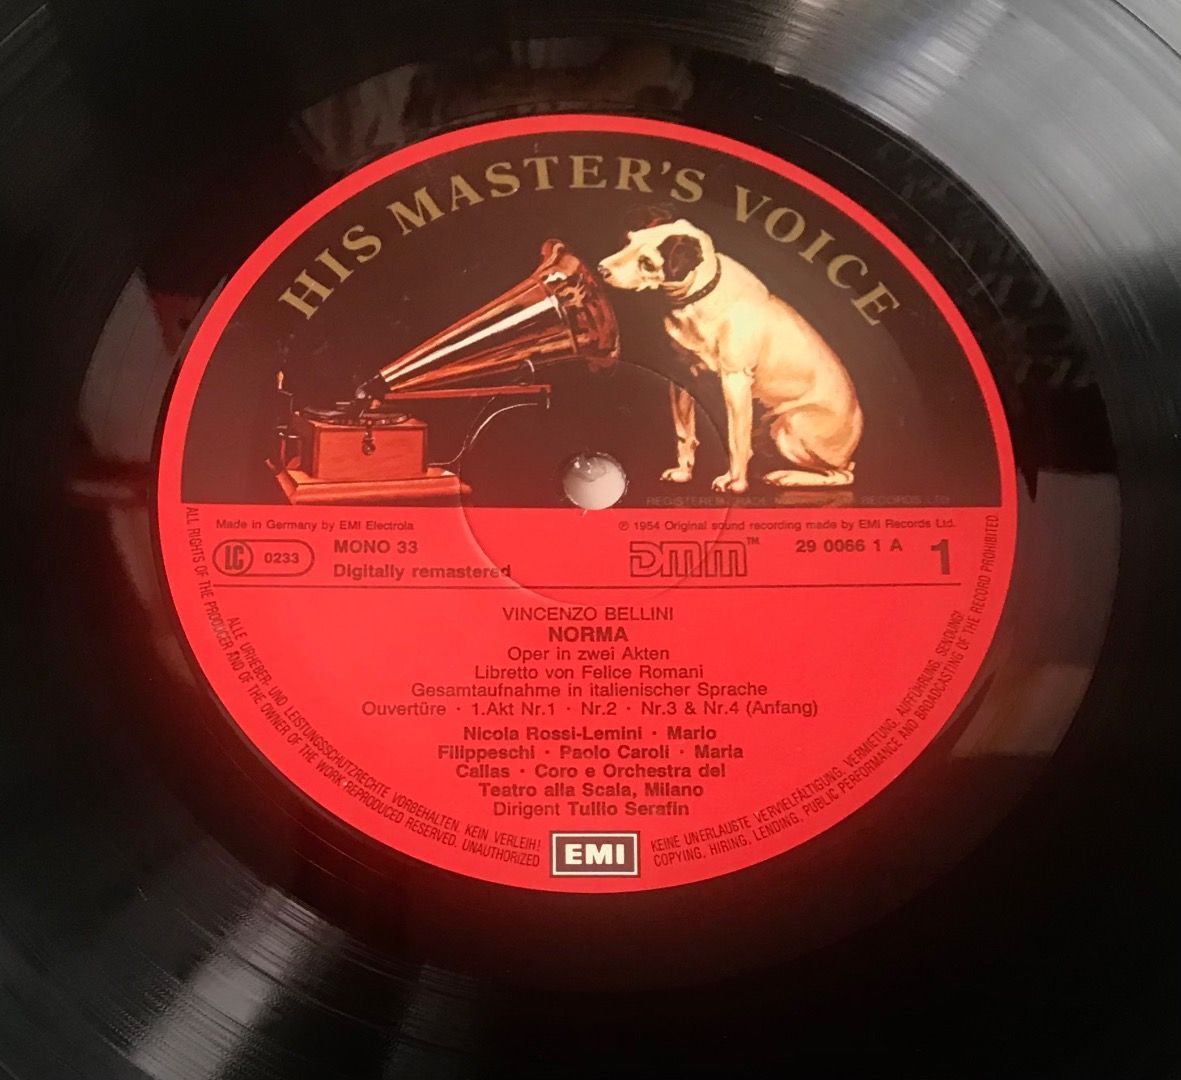 HIS MASTER'S VOICE
REGISTERED TRADE RECORDS LTD
Made in Germany by EMI Electrola
℗ 1954 Original sound recording made by EMI Records Ltd.
LC 0233
MONO 33
DMM™
29 0066 1 A
1
Digitally remastered
VINCENZO BELLINI
NORMA
Oper in zwei Akten
Libretto von Felice Romani
Gesamtaufnahme in italienischer Sprache
Ouvertüre · 1.Akt Nr.1 · Nr.2 · Nr.3 & Nr.4 (Anfang)
Nicola Rossi-Lemini · Mario
Filippeschi · Paolo Caroli · Maria
Callas · Coro e Orchestra del
Teatro alla Scala, Milano
Dirigent Tullio Serafin
EMI
ALLE URHEBER- UND LEISTUNGSSCHUTZRECHTE VORBEHALTEN. KEIN VERLEIH!
KEINE UNERLAUBTE VERVIELFÄLTIGUNG, VERMIETUNG, AUFFÜHRUNG, SENDUNG!
ALL RIGHTS OF THE PRODUCER AND OF THE OWNER OF THE WORK REPRODUCED RESERVED. UNAUTHORIZED
COPYING, HIRING, LENDING, PUBLIC PERFORMANCE AND BROADCASTING OF THE RECORD PROHIBITED